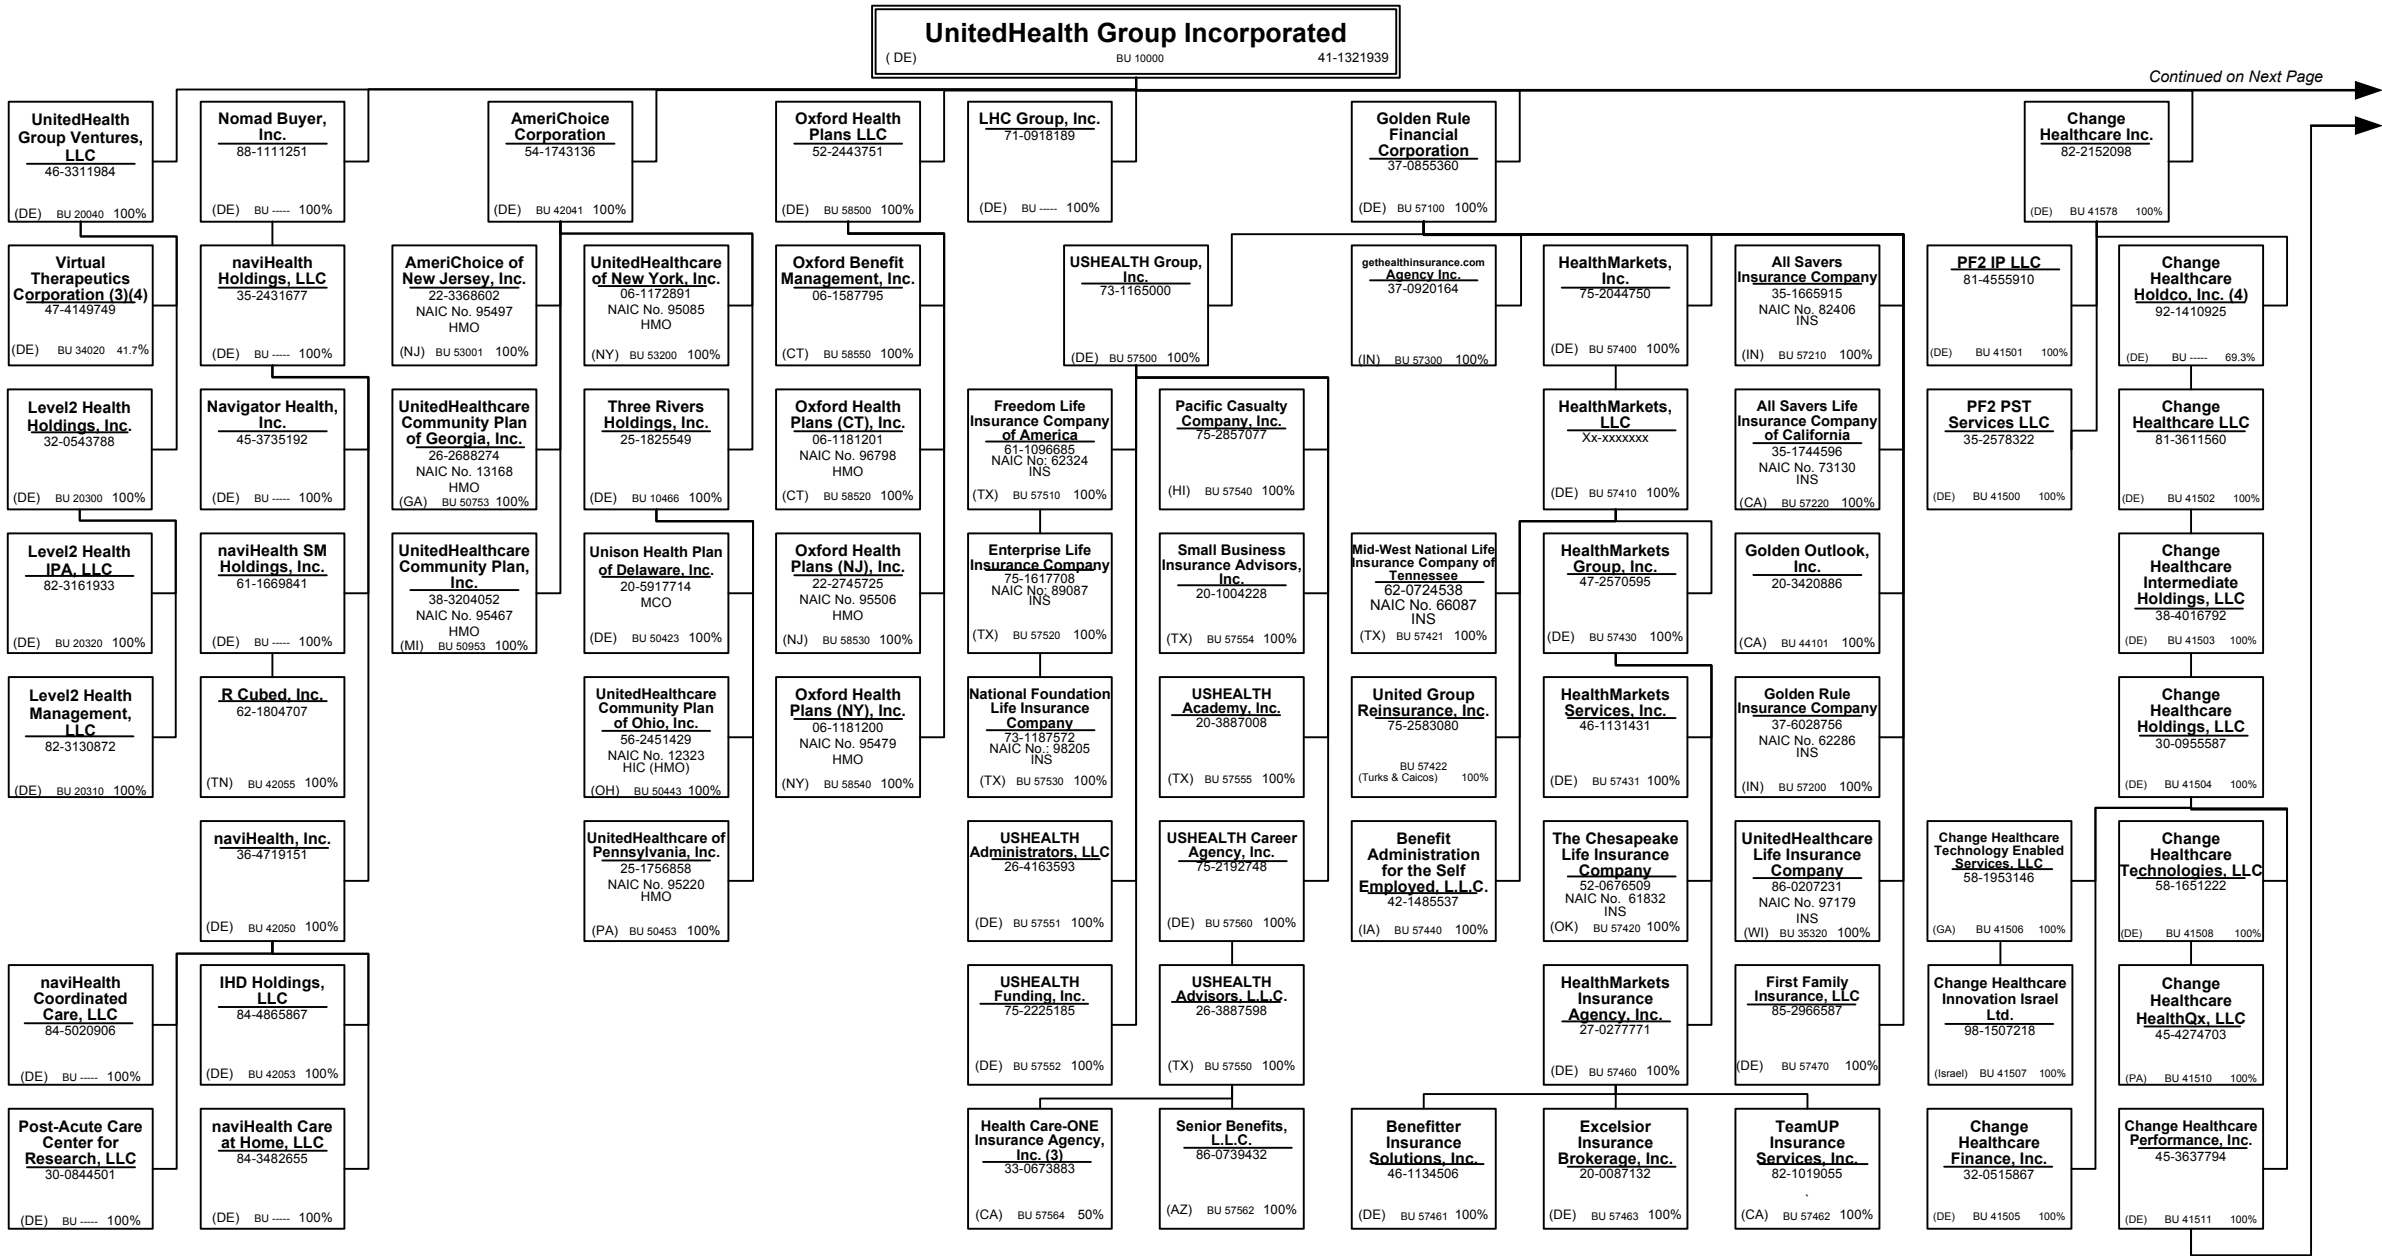 UnitedHealth Group Incorporated
( DE) BU 10000 41-1321939
Continued on Next Page
UnitedHealth
Group Ventures,
LLC
46-3311984
(DE) BU 20040 100%
Nomad Buyer,
Inc.
88-1111251
(DE) BU ----- 100%
AmeriChoice
Corporation
54-1743136
(DE) BU 42041 100%
Oxford Health
Plans LLC
52-2443751
(DE) BU 58500 100%
LHC Group, Inc.
71-0918189
(DE) BU ----- 100%
Golden Rule
Financial
Corporation
37-0855360
(DE) BU 57100 100%
Change
Healthcare Inc.
82-2152098
(DE) BU 41578 100%
Virtual
Therapeutics
Corporation (3)(4)
47-4149749
(DE) BU 34020 41.7%
naviHealth
Holdings, LLC
35-2431677
(DE) BU ----- 100%
AmeriChoice of
New Jersey, Inc.
22-3368602
NAIC No. 95497
HMO
(NJ) BU 53001 100%
UnitedHealthcare
of New York, Inc.
06-1172891
NAIC No. 95085
HMO
(NY) BU 53200 100%
Oxford Benefit
Management, Inc.
06-1587795
(CT) BU 58550 100%
USHEALTH Group,
Inc.
73-1165000
(DE) BU 57500 100%
gethealthinsurance.com
Agency Inc.
37-0920164
(IN) BU 57300 100%
HealthMarkets,
Inc.
75-2044750
(DE) BU 57400 100%
All Savers
Insurance Company
35-1665915
NAIC No. 82406
INS
(IN) BU 57210 100%
PF2 IP LLC
81-4555910
(DE) BU 41501 100%
Change
Healthcare
Holdco, Inc. (4)
92-1410925
(DE) BU ----- 69.3%
Level2 Health
Holdings, Inc.
32-0543788
(DE) BU 20300 100%
Navigator Health,
Inc.
45-3735192
(DE) BU ----- 100%
UnitedHealthcare
Community Plan
of Georgia, Inc.
26-2688274
NAIC No. 13168
HMO
(GA) BU 50753 100%
Three Rivers
Holdings, Inc.
25-1825549
(DE) BU 10466 100%
Oxford Health
Plans (CT), Inc.
06-1181201
NAIC No. 96798
HMO
(CT) BU 58520 100%
Freedom Life
Insurance Company
of America
61-1096685
NAIC No: 62324
INS
(TX) BU 57510 100%
Pacific Casualty
Company, Inc.
75-2857077
(HI) BU 57540 100%
HealthMarkets,
LLC
Xx-xxxxxxx
(DE) BU 57410 100%
All Savers Life
Insurance Company
of California
35-1744596
NAIC No. 73130
INS
(CA) BU 57220 100%
PF2 PST
Services LLC
35-2578322
(DE) BU 41500 100%
Change
Healthcare LLC
81-3611560
(DE) BU 41502 100%
Level2 Health
IPA, LLC
82-3161933
(DE) BU 20320 100%
naviHealth SM
Holdings, Inc.
61-1669841
(DE) BU ----- 100%
UnitedHealthcare
Community Plan,
Inc.
38-3204052
NAIC No. 95467
HMO
(MI) BU 50953 100%
Unison Health Plan
of Delaware, Inc.
20-5917714
MCO
(DE) BU 50423 100%
Oxford Health
Plans (NJ), Inc.
22-2745725
NAIC No. 95506
HMO
(NJ) BU 58530 100%
Enterprise Life
Insurance Company
75-1617708
NAIC No: 89087
INS
(TX) BU 57520 100%
Small Business
Insurance Advisors,
Inc.
20-1004228
(TX) BU 57554 100%
Mid-West National Life
Insurance Company of
Tennessee
62-0724538
NAIC No. 66087
INS
(TX) BU 57421 100%
HealthMarkets
Group, Inc.
47-2570595
(DE) BU 57430 100%
Golden Outlook,
Inc.
20-3420886
(CA) BU 44101 100%
Change
Healthcare
Intermediate
Holdings, LLC
38-4016792
(DE) BU 41503 100%
Level2 Health
Management,
LLC
82-3130872
(DE) BU 20310 100%
R Cubed, Inc.
62-1804707
(TN) BU 42055 100%
UnitedHealthcare
Community Plan
of Ohio, Inc.
56-2451429
NAIC No. 12323
HIC (HMO)
(OH) BU 50443 100%
Oxford Health
Plans (NY), Inc.
06-1181200
NAIC No. 95479
HMO
(NY) BU 58540 100%
National Foundation
Life Insurance
Company
73-1187572
NAIC No.: 98205
INS
(TX) BU 57530 100%
USHEALTH
Academy, Inc.
20-3887008
(TX) BU 57555 100%
United Group
Reinsurance, Inc.
75-2583080
BU 57422
(Turks & Caicos) 100%
HealthMarkets
Services, Inc.
46-1131431
(DE) BU 57431 100%
Golden Rule
Insurance Company
37-6028756
NAIC No. 62286
INS
(IN) BU 57200 100%
Change
Healthcare
Holdings, LLC
30-0955587
(DE) BU 41504 100%
naviHealth, Inc.
36-4719151
(DE) BU 42050 100%
UnitedHealthcare of
Pennsylvania, Inc.
25-1756858
NAIC No. 95220
HMO
(PA) BU 50453 100%
USHEALTH
Administrators, LLC
26-4163593
(DE) BU 57551 100%
USHEALTH Career
Agency, Inc.
75-2192748
(DE) BU 57560 100%
Benefit
Administration
for the Self
Employed, L.L.C.
42-1485537
(IA) BU 57440 100%
The Chesapeake
Life Insurance
Company
52-0676509
NAIC No. 61832
INS
(OK) BU 57420 100%
UnitedHealthcare
Life Insurance
Company
86-0207231
NAIC No. 97179
INS
(WI) BU 35320 100%
Change Healthcare
Technology Enabled
Services, LLC
58-1953146
(GA) BU 41506 100%
Change
Healthcare
Technologies, LLC
58-1651222
(DE) BU 41508 100%
naviHealth
Coordinated
Care, LLC
84-5020906
(DE) BU ----- 100%
IHD Holdings,
LLC
84-4865867
(DE) BU 42053 100%
USHEALTH
Funding, Inc.
75-2225185
(DE) BU 57552 100%
USHEALTH
Advisors, L.L.C.
26-3887598
(TX) BU 57550 100%
HealthMarkets
Insurance
Agency, Inc.
27-0277771
(DE) BU 57460 100%
First Family
Insurance, LLC
85-2966587
(DE) BU 57470 100%
Change Healthcare
Innovation Israel
Ltd.
98-1507218
(Israel) BU 41507 100%
Change
Healthcare
HealthQx, LLC
45-4274703
(PA) BU 41510 100%
Post-Acute Care
Center for
Research, LLC
30-0844501
(DE) BU ----- 100%
naviHealth Care
at Home, LLC
84-3482655
(DE) BU ----- 100%
Health Care-ONE
Insurance Agency,
Inc. (3)
33-0673883
(CA) BU 57564 50%
Senior Benefits,
L.L.C.
86-0739432
(AZ) BU 57562 100%
Benefitter
Insurance
Solutions, Inc.
46-1134506
(DE) BU 57461 100%
Excelsior
Insurance
Brokerage, Inc.
20-0087132
(DE) BU 57463 100%
TeamUP
Insurance
Services, Inc.
82-1019055
(CA) BU 57462 100%
Change
Healthcare
Finance, Inc.
32-0515867
(DE) BU 41505 100%
Change Healthcare
Performance, Inc.
45-3637794
(DE) BU 41511 100%